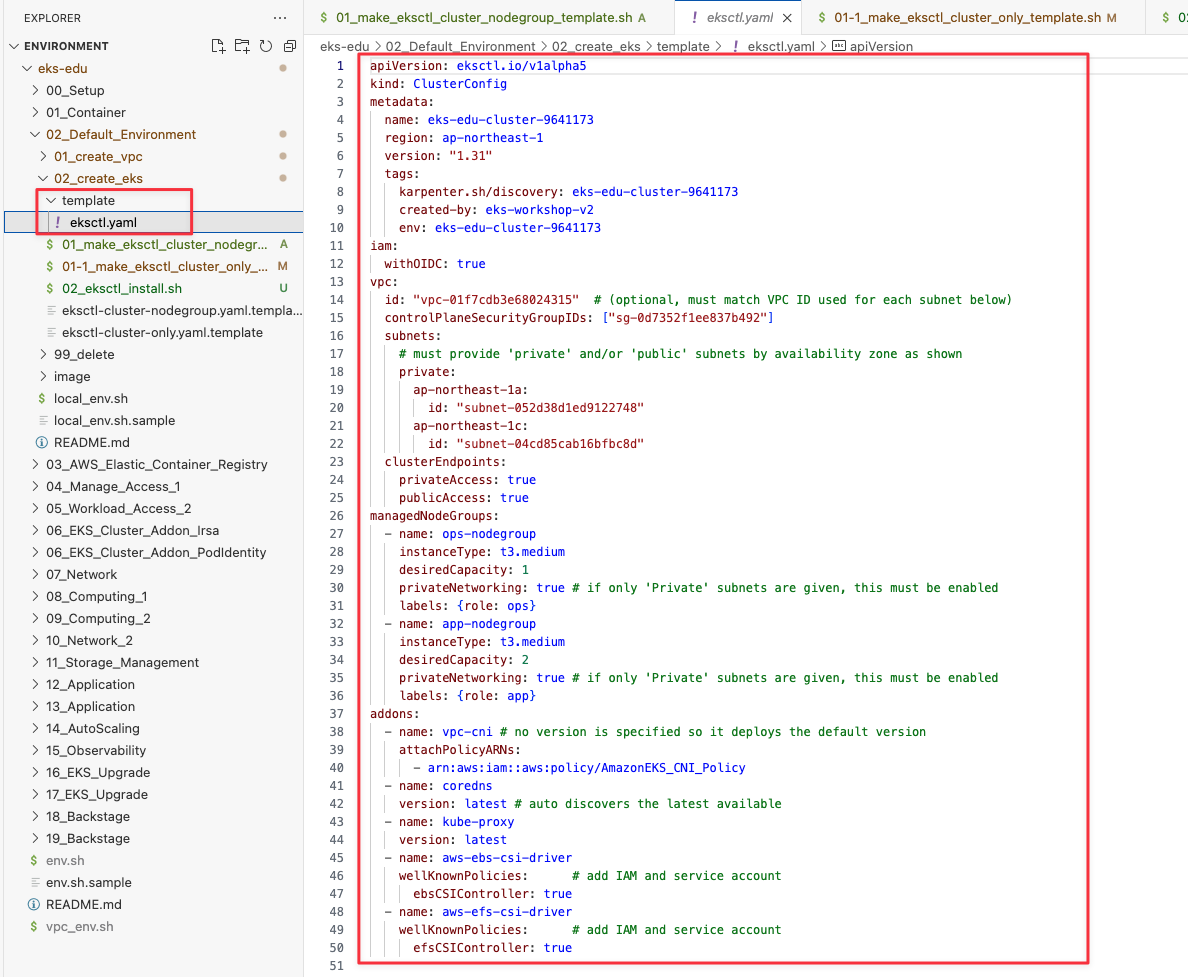 EXPLORER
ENVIRONMENT
eks-edu
00_Setup
01_Container
02_Default_Environment
01_create_vpc
02_create_eks
template
! eksctl.yaml
$ 01_make_eksctl_cluster_nodegr... A
$ 01-1_make_eksctl_cluster_only_... M
$ 02_eksctl_install.sh U
eksctl-cluster-nodegroup.yaml.templa...
eksctl-cluster-only.yaml.template
99_delete
image
$ local_env.sh
local_env.sh.sample
README.md
03_AWS_Elastic_Container_Registry
04_Manage_Access_1
05_Workload_Access_2
06_EKS_Cluster_Addon_Irsa
06_EKS_Cluster_Addon_PodIdentity
07_Network
08_Computing_1
09_Computing_2
10_Network_2
11_Storage_Management
12_Application
13_Application
14_AutoScaling
15_Observability
16_EKS_Upgrade
17_EKS_Upgrade
18_Backstage
19_Backstage
$ env.sh
env.sh.sample
README.md
$ vpc_env.sh
$ 01_make_eksctl_cluster_nodegroup_template.sh A
! eksctl.yaml
$ 01-1_make_eksctl_cluster_only_template.sh M
$ 02
eks-edu > 02_Default_Environment > 02_create_eks > template > ! eksctl.yaml > apiVersion
1 apiVersion: eksctl.io/v1alpha5
2 kind: ClusterConfig
3 metadata:
4   name: eks-edu-cluster-9641173
5   region: ap-northeast-1
6   version: "1.31"
7   tags:
8     karpenter.sh/discovery: eks-edu-cluster-9641173
9     created-by: eks-workshop-v2
10     env: eks-edu-cluster-9641173
11 iam:
12   withOIDC: true
13 vpc:
14   id: "vpc-01f7cdb3e68024315"  # (optional, must match VPC ID used for each subnet below)
15   controlPlaneSecurityGroupIDs: ["sg-0d7352f1ee837b492"]
16   subnets:
17     # must provide 'private' and/or 'public' subnets by availability zone as shown
18     private:
19       ap-northeast-1a:
20         id: "subnet-052d38d1ed9122748"
21       ap-northeast-1c:
22         id: "subnet-04cd85cab16bfbc8d"
23   clusterEndpoints:
24     privateAccess: true
25     publicAccess: true
26 managedNodeGroups:
27   - name: ops-nodegroup
28     instanceType: t3.medium
29     desiredCapacity: 1
30     privateNetworking: true # if only 'Private' subnets are given, this must be enabled
31     labels: {role: ops}
32   - name: app-nodegroup
33     instanceType: t3.medium
34     desiredCapacity: 2
35     privateNetworking: true # if only 'Private' subnets are given, this must be enabled
36     labels: {role: app}
37 addons:
38   - name: vpc-cni # no version is specified so it deploys the default version
39     attachPolicyARNs:
40       - arn:aws:iam::aws:policy/AmazonEKS_CNI_Policy
41   - name: coredns
42     version: latest # auto discovers the latest available
43   - name: kube-proxy
44     version: latest
45   - name: aws-ebs-csi-driver
46     wellKnownPolicies:      # add IAM and service account
47       ebsCSIController: true
48   - name: aws-efs-csi-driver
49     wellKnownPolicies:      # add IAM and service account
50       efsCSIController: true
51